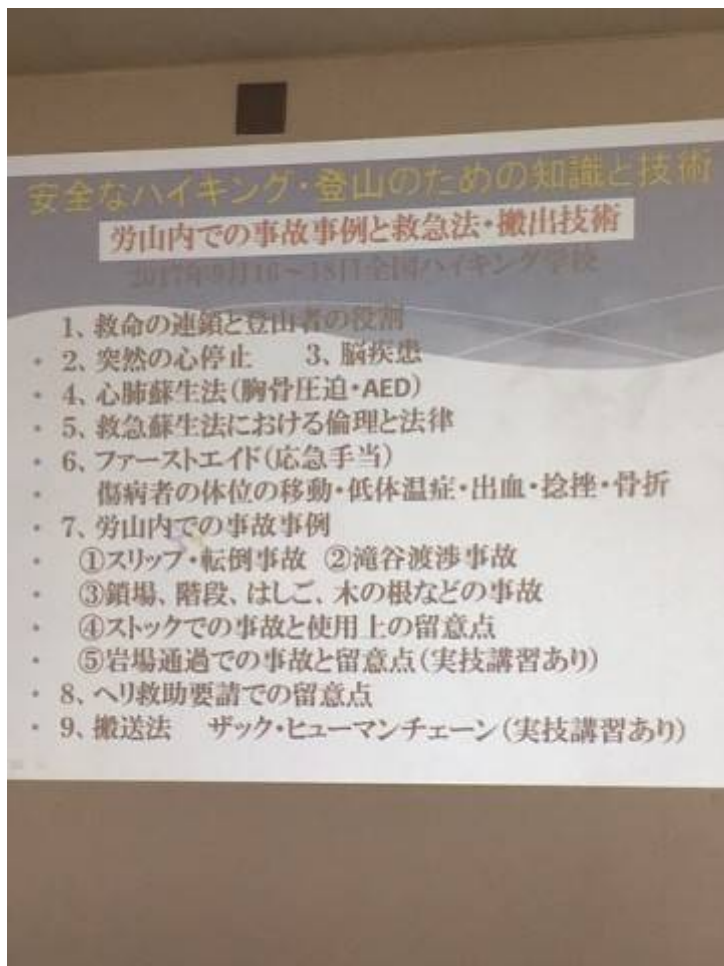 安全なハイキング・登山のための知識と技術
労山内での事故事例と救急法・搬出技術
2017年9月16～18日全国ハイキング学校
1、救命の連鎖と登山者の役割
・ 2、突然の心停止　　3、脳疾患
・ 4、心肺蘇生法(胸骨圧迫・AED)
・ 5、救急蘇生法における倫理と法律
・ 6、ファーストエイド(応急手当)
・ 傷病者の体位の移動・低体温症・出血・捻挫・骨折
・ 7、労山内での事故事例
・ ①スリップ・転倒事故　②滝谷渡渉事故
・ ③鎖場、階段、はしご、木の根などの事故
・ ④ストックでの事故と使用上の留意点
・ ⑤岩場通過での事故と留意点(実技講習あり)
・ 8、ヘリ救助要請での留意点
・ 9、搬送法　ザック・ヒューマンチェーン(実技講習あり)